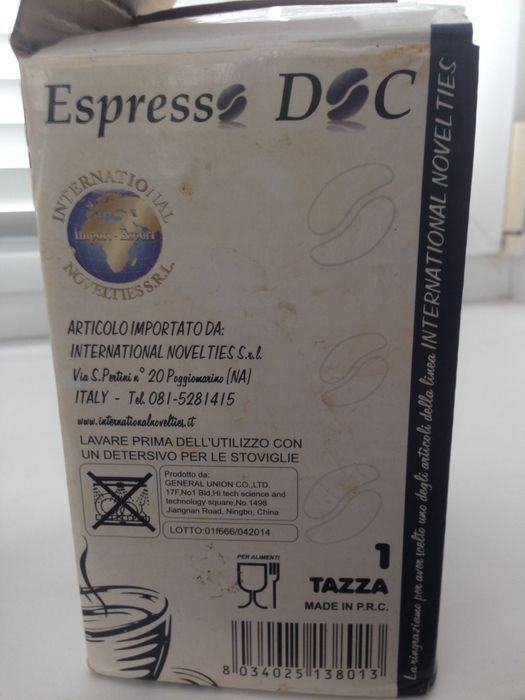 Espresso DOC
INTERNATIONAL
Import - Export
NOVELTIES S.R.L.
ARTICOLO IMPORTATO DA:
INTERNATIONAL NOVELTIES S.r.l.
Via S.Pertini n° 20 Poggiomarino (NA)
ITALY - Tel. 081-5281415
www.internationalnovelties.it
LAVARE PRIMA DELL'UTILIZZO CON
UN DETERSIVO PER LE STOVIGLIE
Prodotto da:
GENERAL UNION CO.,LTD.
17F,No1 Bld,Hi tech science and
technology square,No.1498
Jiangnan Road, Ningbo, China
LOTTO:01f666/042014
PER ALIMENTI
1
TAZZA
MADE IN P.R.C.
8 034025 138013
La ringraziamo per aver scelto uno degli articoli della linea INTERNATIONAL NOVELTIES